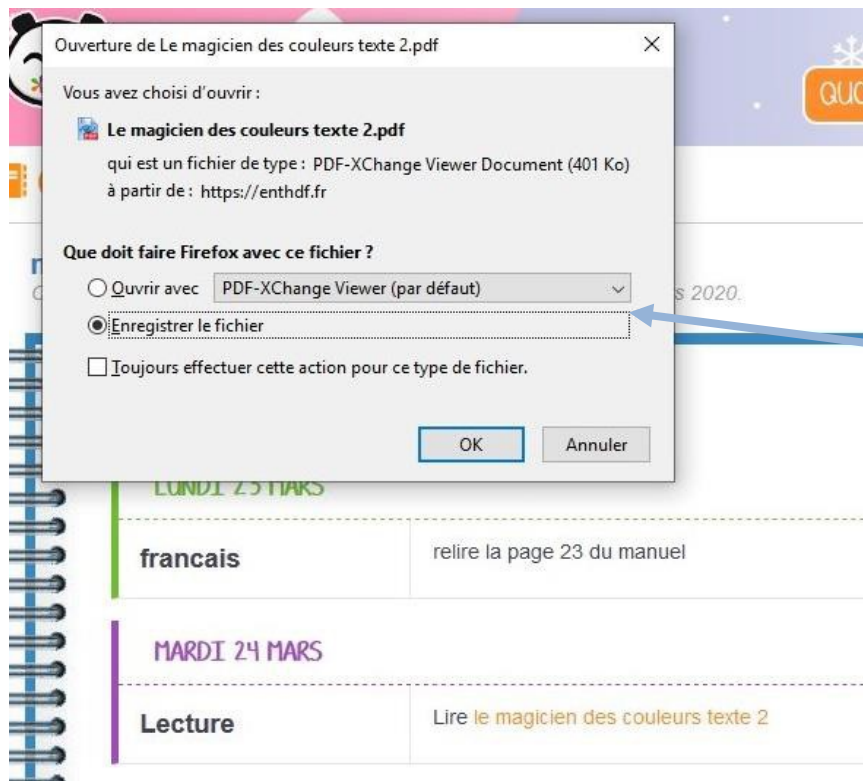 Ouverture de Le magicien des couleurs texte 2.pdf
Vous avez choisi d'ouvrir :
Le magicien des couleurs texte 2.pdf
qui est un fichier de type : PDF-XChange Viewer Document (401 Ko)
à partir de : https://enthdf.fr
Que doit faire Firefox avec ce fichier ?
Ouvrir avec PDF-XChange Viewer (par défaut)
s 2020.
Enregistrer le fichier
Toujours effectuer cette action pour ce type de fichier.
OK Annuler
LUNDI 23 MARS
francais relire la page 23 du manuel
MARDI 24 MARS
Lecture Lire le magicien des couleurs texte 2